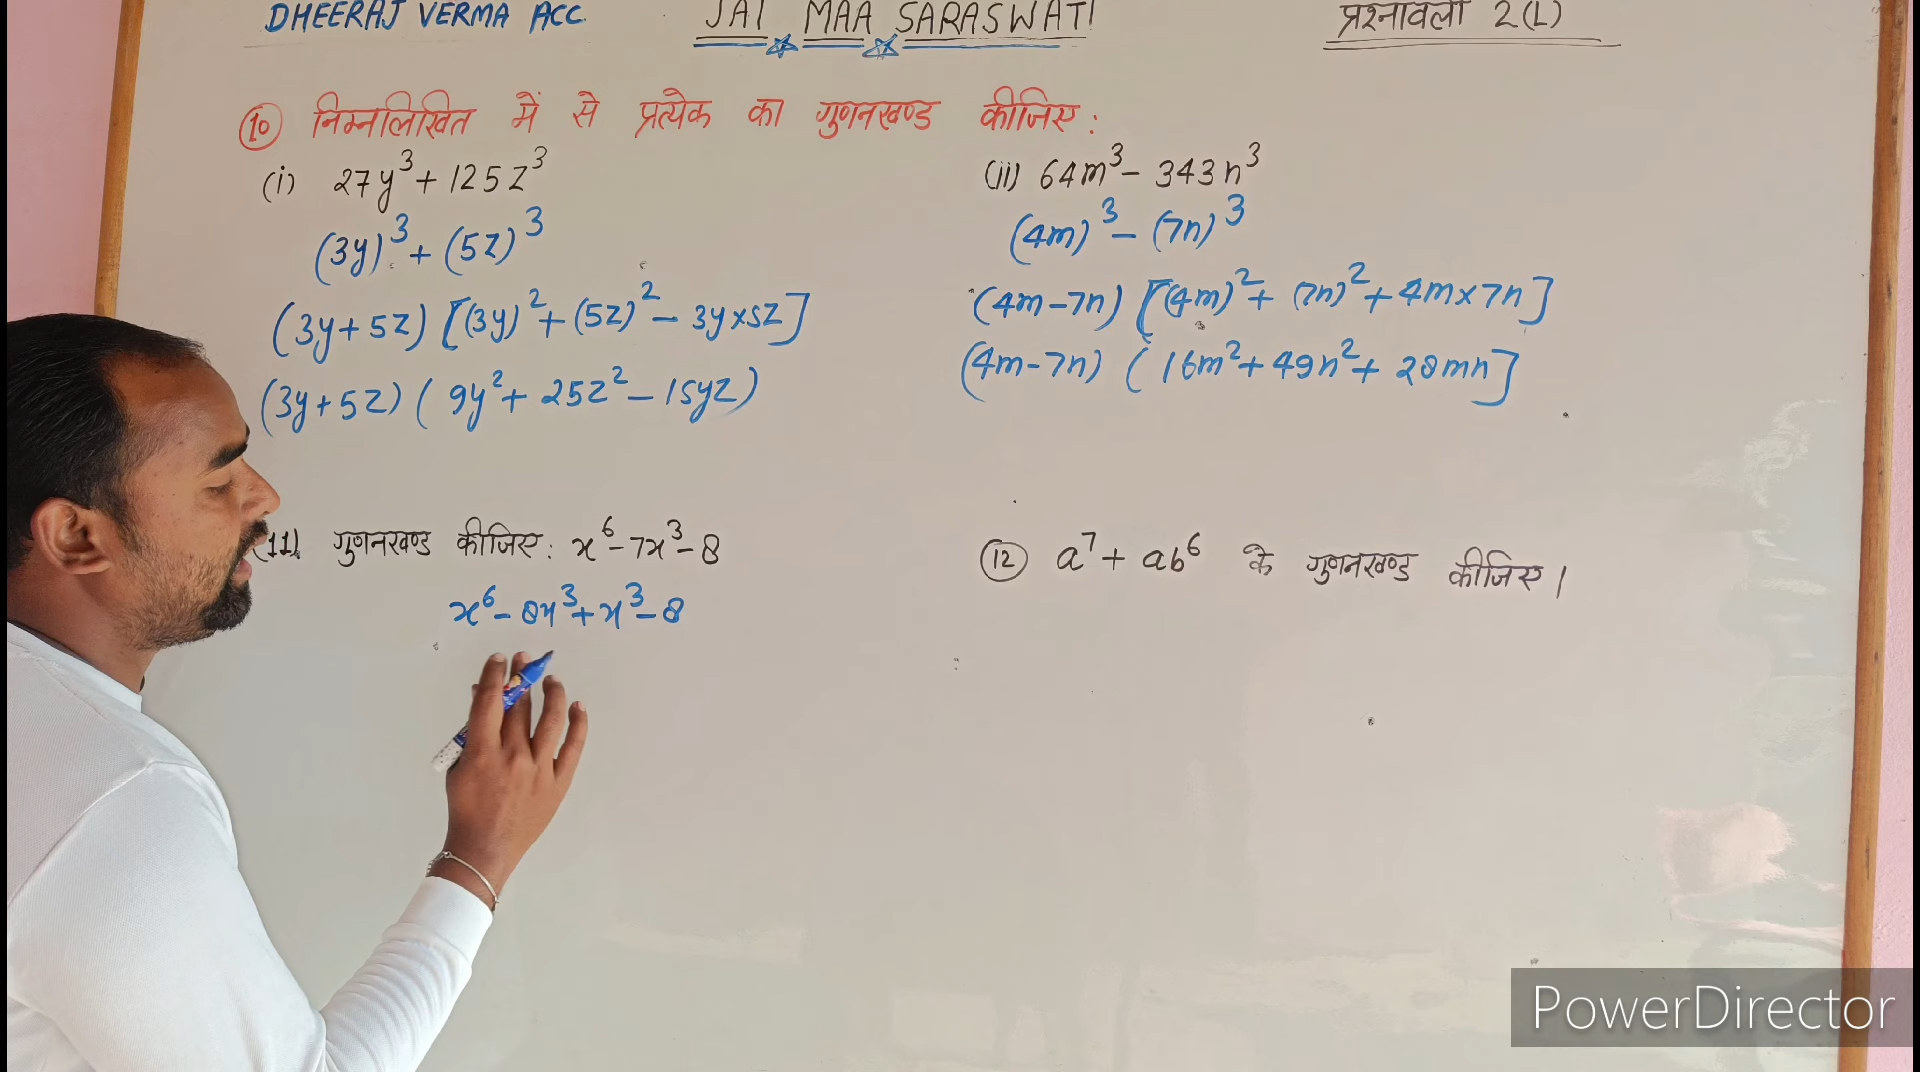 DHEERAJ VERMA ACC.
JAI MAA SARASWATI
प्रश्नावली 2(L)
(10) निम्नलिखित में से प्रत्येक का गुणनखण्ड कीजिए:
(i) 27y³ + 125z³
(3y)³ + (5z)³
(3y+5z) [(3y)² + (5z)² - 3y×5z]
(3y+5z) (9y² + 25z² - 15yz)
(ii) 64m³ - 343n³
(4m)³ - (7n)³
(4m-7n) [(4m)² + (7n)² + 4m×7n]
(4m-7n) (16m² + 49n² + 28mn]
(11) गुणनखण्ड कीजिए: x⁶ - 7x³ - 8
x⁶ - 8x³ + x³ - 8
(12) a⁷ + ab⁶ के गुणनखण्ड कीजिए।
PowerDirector